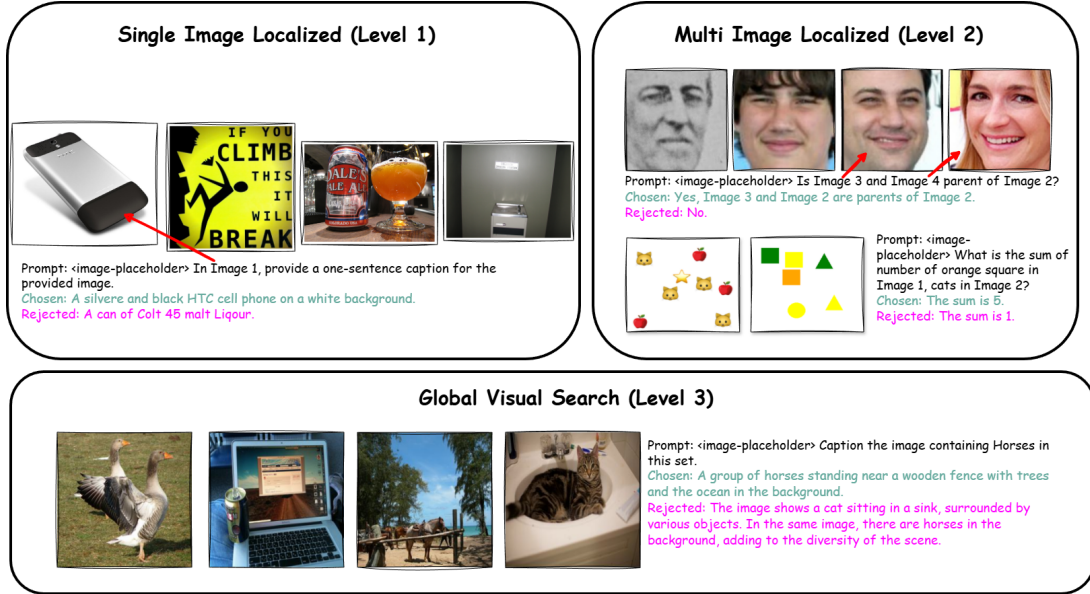 Single Image Localized (Level 1)
IF YOU
CLIMB
THIS
IT
WILL
BREAK
DALE'S
PALE ALE
Prompt: <image-placeholder> In Image 1, provide a one-sentence caption for the
provided image.
Chosen: A silvere and black HTC cell phone on a white background.
Rejected: A can of Colt 45 malt Liqour.
Multi Image Localized (Level 2)
Prompt: <image-placeholder> Is Image 3 and Image 4 parent of Image 2?
Chosen: Yes, Image 3 and Image 2 are parents of Image 2.
Rejected: No.
Prompt: <image-
placeholder> What is the sum of
number of orange square in
Image 1, cats in Image 2?
Chosen: The sum is 5.
Rejected: The sum is 1.
Global Visual Search (Level 3)
Prompt: <image-placeholder> Caption the image containing Horses in
this set.
Chosen: A group of horses standing near a wooden fence with trees
and the ocean in the background.
Rejected: The image shows a cat sitting in a sink, surrounded by
various objects. In the same image, there are horses in the
background, adding to the diversity of the scene.